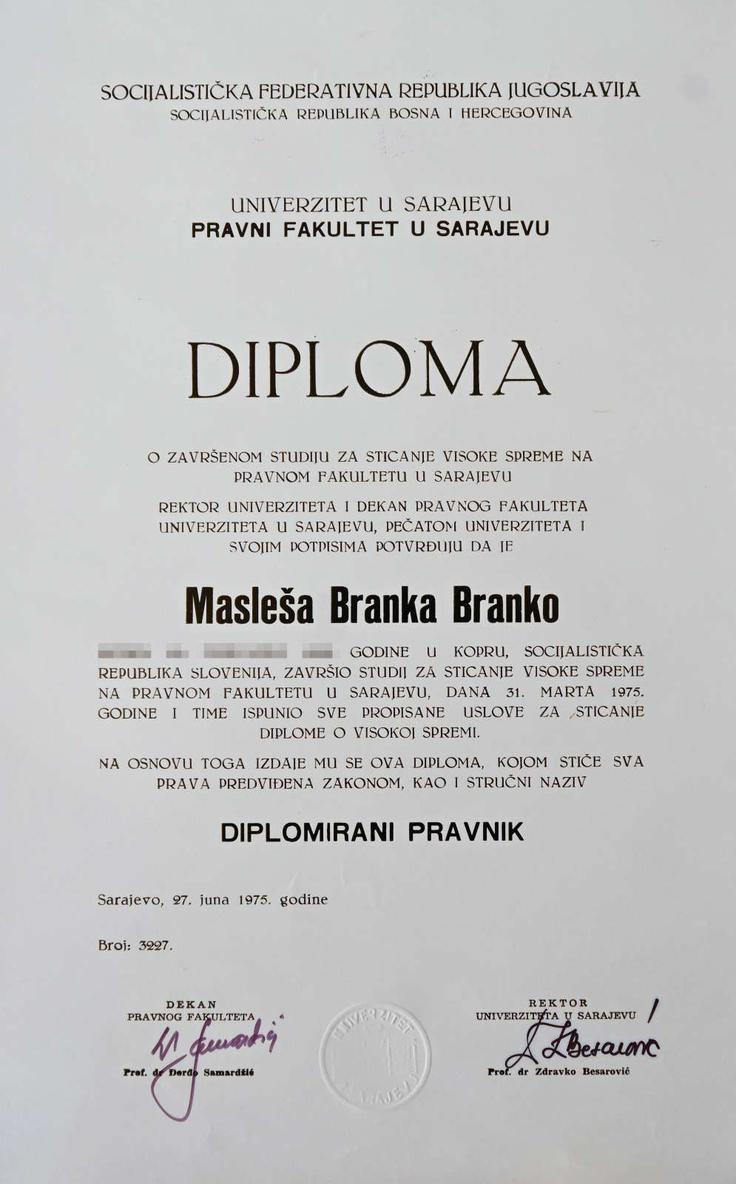 SOCIJALISTIČKA FEDERATIVNA REPUBLIKA JUGOSLAVIJA
SOCIJALISTIČKA REPUBLIKA BOSNA I HERCEGOVINA
UNIVERZITET U SARAJEVU
PRAVNI FAKULTET U SARAJEVU
DIPLOMA
O ZAVRŠENOM STUDIJU ZA STICANJE VISOKE SPREME NA
PRAVNOM FAKULTETU U SARAJEVU
REKTOR UNIVERZITETA I DEKAN PRAVNOG FAKULTETA
UNIVERZITETA U SARAJEVU, PEČATOM UNIVERZITETA I
SVOJIM POTPISIMA POTVRĐUJU DA JE
Masleša Branka Branko
GODINE U KOPRU, SOCIJALISTIČKA
REPUBLIKA SLOVENIJA, ZAVRŠIO STUDIJ ZA STICANJE VISOKE SPREME
NA PRAVNOM FAKULTETU U SARAJEVU, DANA 31. MARTA 1975.
GODINE I TIME ISPUNIO SVE PROPISANE USLOVE ZA STICANJE
DIPLOME O VISOKOJ SPREMI.
NA OSNOVU TOGA IZDAJE MU SE OVA DIPLOMA, KOJOM STIČE SVA
PRAVA PREDVIĐENA ZAKONOM, KAO I STRUČNI NAZIV
DIPLOMIRANI PRAVNIK
Sarajevo, 27. juna 1975. godine
Broj: 3227.
DEKAN
PRAVNOG FAKULTETA
Prof. dr Đorđo Samardžić
UNIVERZITET
SARAJEVU
REKTOR
UNIVERZITETA U SARAJEVU
Prof. dr Zdravko Besarović